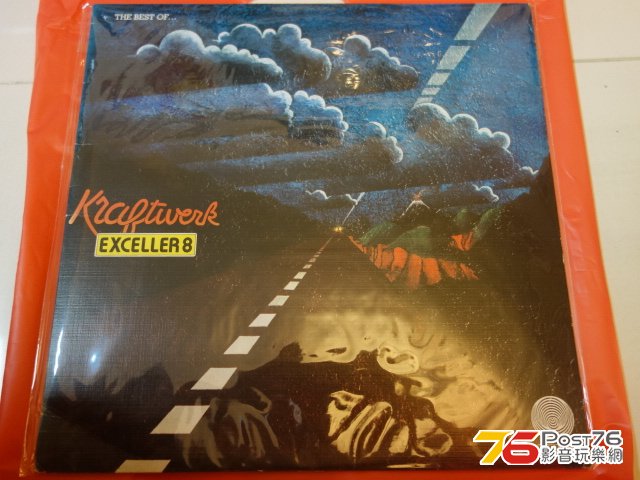 THE BEST OF...
Kraftwerk
EXCELLER 8
76 Post76
影音玩樂網